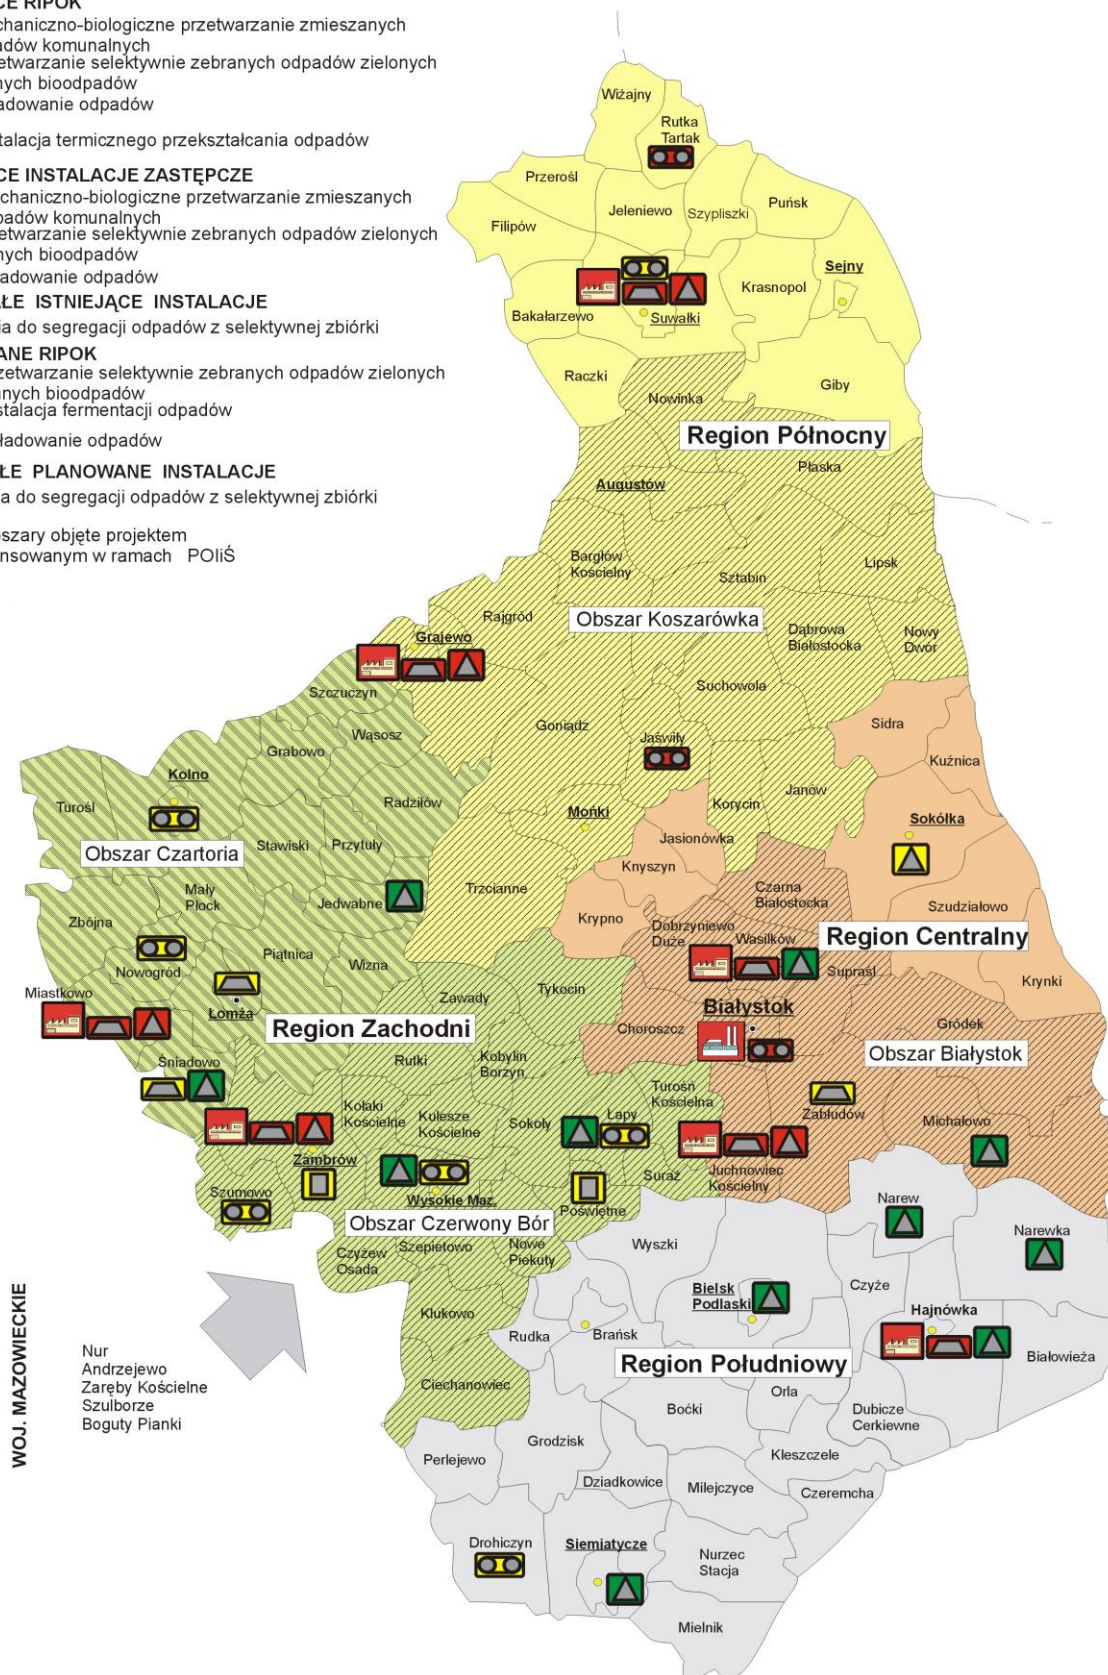 CE RIPOK
chaniczno-biologiczne przetwarzanie zmieszanych
adów komunalnych
etwarzanie selektywnie zebranych odpadów zielonych
nych bioodpadów
adowanie odpadów
talacja termicznego przekształcania odpadów
CE INSTALACJE ZASTĘPCZE
chaniczno-biologiczne przetwarzanie zmieszanych
padów komunalnych
etwarzanie selektywnie zebranych odpadów zielonych
nych bioodpadów
adowanie odpadów
AŁE ISTNIEJĄCE INSTALACJE
ia do segregacji odpadów z selektywnej zbiórki
ANE RIPOK
zetwarzanie selektywnie zebranych odpadów zielonych
anych bioodpadów
stalacja fermentacji odpadów
kładowanie odpadów
AŁE PLANOWANE INSTALACJE
ia do segregacji odpadów z selektywnej zbiórki
bszary objęte projektem
ansowanym w ramach POIiŚ
Wiżajny
Rutka
Tartak
Przerośl
Jeleniewo
Szypliszki
Puńsk
Filipów
Sejny
Krasnopol
Bakałarzewo
Suwałki
Raczki
Giby
Nowinka
Region Północny
Płaska
Augustów
Bargłów
Kościelny
Sztabin
Lipsk
Rajgród
Obszar Koszarówka
Dąbrowa
Białostocka
Nowy
Dwór
Grajewo
Szczuczyn
Suchowola
Goniądz
Sidra
Wąsosz
Grabowo
Jaświły
Kuźnica
Kolno
Radziłów
Janów
Turośl
Korycin
Mońki
Sokółka
Obszar Czartoria
Stawiski
Przytuły
Jasionówka
Knyszyn
Mały
Płock
Jedwabne
Trzcianne
Czarna
Białostocka
Zbójna
Krypno
Szudziałowo
Dobrzyniewo
Duże
Wasilków
Region Centralny
Piątnica
Nowogród
Wizna
Supraśl
Krynki
Miastkowo
Zawady
Tykocin
Łomża
Region Zachodni
Białystok
Choroszcz
Gródek
Obszar Białystok
Śniadowo
Rutki
Kobylin
Borzyn
Turośń
Kościelna
Kołaki
Kościelne
Kulesze
Kościelne
Sokoły
Łapy
Zabłudów
Michałowo
Zambrów
Suraż
Juchnowiec
Kościelny
Szumowo
Wysokie Maz.
Poświętne
Narew
Obszar Czerwony Bór
Narewka
Czyżew
Osada
Szepietowo
Nowe
Piekuty
Wyszki
Czyże
Bielsk
Podlaski
Klukowo
Hajnówka
Rudka
Brańsk
Białowieża
Region Południowy
Ciechanowiec
Orla
Boćki
Dubicze
Cerkiewne
Grodzisk
Kleszczele
Perlejewo
Dziadkowice
Milejczyce
Czeremcha
Drohiczyn
Siemiatycze
Nurzec
Stacja
Mielnik
WOJ. MAZOWIECKIE
Nur
Andrzejewo
Zaręby Kościelne
Szulborze
Boguty Pianki